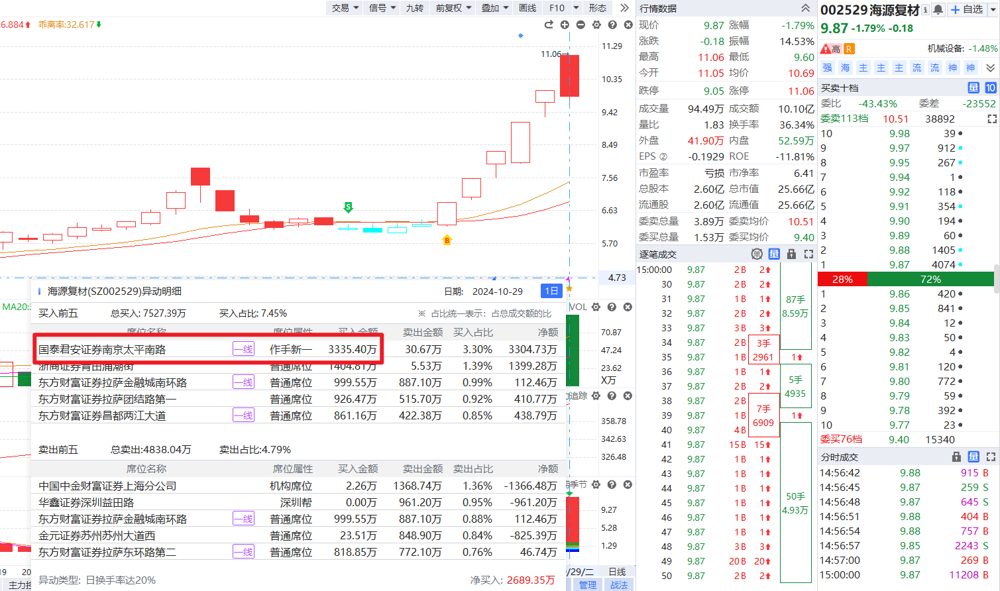 交易 信号 九转 前复权 叠加 画线 F10 形态
6.884 乖离率:32.617
11.06
11.29
10.35
9.42
8.49
7.56
6.63
5.70
4.73
S
B
MA20:
VOL
70.87
47.24
23.62
X万
追踪
358.78
342.63
326.48
季节
9.27
5.28
1.29
19 20
/29/二 日线
主力控
管理 战法
海源复材(SZ002529)异动明细 日期: 2024-10-29 1日
买入前五 总买入: 7527.39万 买入占比: 7.45% ※ 占比统一表示: 占总成交额的比
席位名称 席位属性 买入金额 卖出金额 买入占比 净额
国泰君安证券南京太平南路 一线 作手新一 3335.40万 30.67万 3.30% 3304.73万
浙商证券青田浦潮街 普通席位 1404.81万 5.53万 1.39% 1399.28万
东方财富证券拉萨金融城南环路 一线 普通席位 999.55万 887.10万 0.99% 112.46万
东方财富证券拉萨团结路第一 普通席位 926.47万 515.70万 0.92% 410.77万
东方财富证券昌都两江大道 一线 普通席位 861.16万 422.38万 0.85% 438.79万
卖出前五 总卖出:4838.04万 卖出占比:4.79%
席位名称 席位属性 买入金额 卖出金额 卖出占比 净额
中国中金财富证券上海分公司 机构席位 2.26万 1368.74万 1.36% -1366.48万
华鑫证券深圳益田路 深圳帮 0.00万 961.20万 0.95% -961.20万
东方财富证券拉萨金融城南环路 一线 普通席位 999.55万 887.10万 0.88% 112.46万
金元证券苏州苏州大道西 普通席位 23.51万 848.90万 0.84% -825.39万
东方财富证券拉萨东环路第二 一线 普通席位 818.85万 772.10万 0.76% 46.74万
异动类型: 日换手率达20% 净买入: 2689.35万
行情数据
现价 9.87 涨幅 -1.79%
涨跌 -0.18 振幅 14.53%
最高 11.06 最低 9.60
今开 11.05 均价 10.69
跌停 9.05 涨停 11.06
成交量 94.49万 成交额 10.10亿
量比 1.83 换手率 36.34%
外盘 41.90万 内盘 52.59万
EPS ② -0.1929 ROE -11.81%
市盈率 亏损 市净率 6.41
总股本 2.60亿 总市值 25.66亿
流通股 2.60亿 流通值 25.66亿
委卖总量 3.89万 委卖均价 10.51
委买总量 1.53万 委买均价 9.40
逐笔成交 单 量
15:00:00 9.87 2B 2
30 9.87 2B 2
31 9.87 1B 1
32 9.87 2B 2
33 9.87 3B 3
34 9.87 2B
35 9.87 1B 1
36 9.87 1B 1
37 9.87 2B 2
38 9.87 2B
39 9.87 1B 1
40 9.87 4B
41 9.87 15B 15
42 9.87 1B 1
43 9.87 1B 1
44 9.87 1B 1
45 9.87 1B 1
46 9.87 1B 1
47 9.87 1B 1
48 9.87 3B 3
49 9.87 20B 20
50 9.87 2B 2
3手
2961
7手
6909
87手
8.59万
5手
4935
50手
4.93万
002529 海源复材 自选
9.87 -1.79% -0.18
高 R 机械设备: -1.48%
强 海 主 主 主 流 流 神 神
买卖十档 量 10
委比 -43.43% 委差 -23552
委卖113档 10.51 38892
10 9.98 39
9 9.97 912
8 9.95 267
7 9.94 1
6 9.92 118
5 9.91 354
4 9.90 194
3 9.89 60
2 9.88 1405
1 9.87 4074
28% 72%
1 9.86 420
2 9.85 841
3 9.84 12
4 9.83 50
5 9.82 4
6 9.81 120
7 9.80 772
8 9.79 59
9 9.78 392
10 9.77 23
委买76档 9.40 15340
分时成交 量
14:56:42 9.88 915 B
14:56:45 9.87 259 S
14:56:48 9.87 645 S
14:56:51 9.88 404 B
14:56:54 9.88 757 B
14:56:57 9.85 2243 S
14:57:00 9.87 269 B
15:00:00 9.87 11208 B